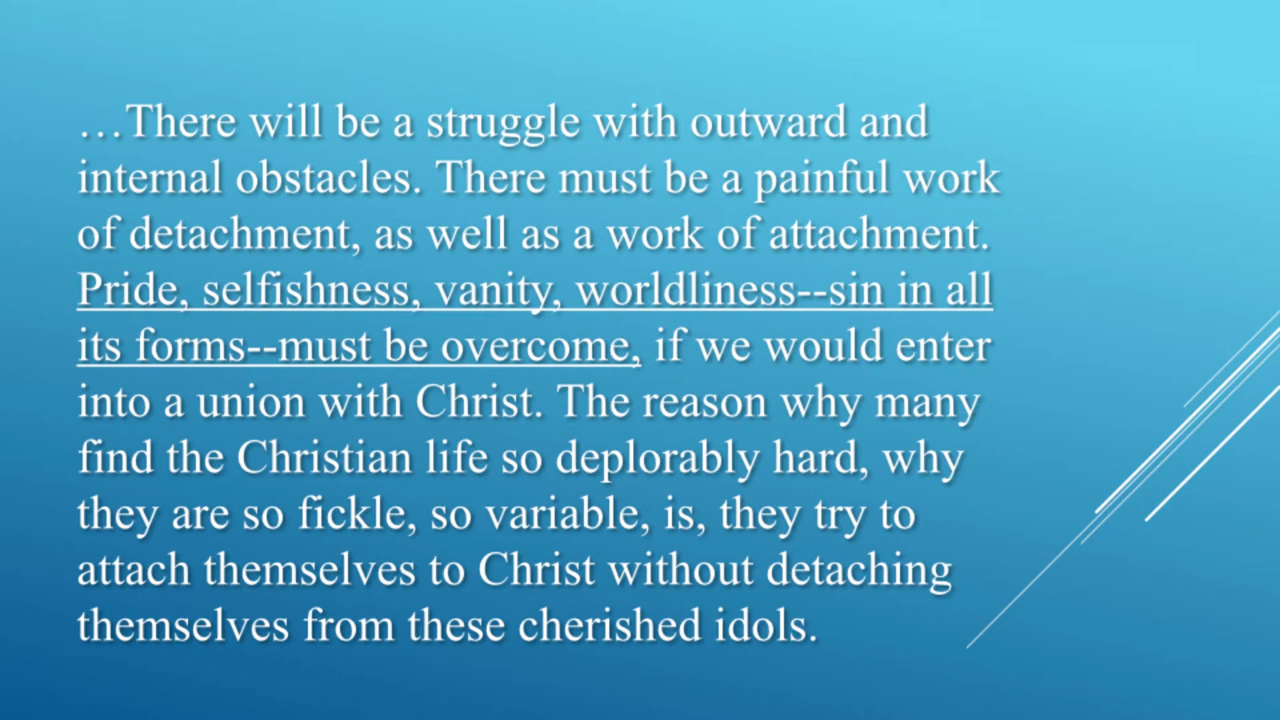 …There will be a struggle with outward and
internal obstacles. There must be a painful work
of detachment, as well as a work of attachment.
Pride, selfishness, vanity, worldliness--sin in all
its forms--must be overcome, if we would enter
into a union with Christ. The reason why many
find the Christian life so deplorably hard, why
they are so fickle, so variable, is, they try to
attach themselves to Christ without detaching
themselves from these cherished idols.